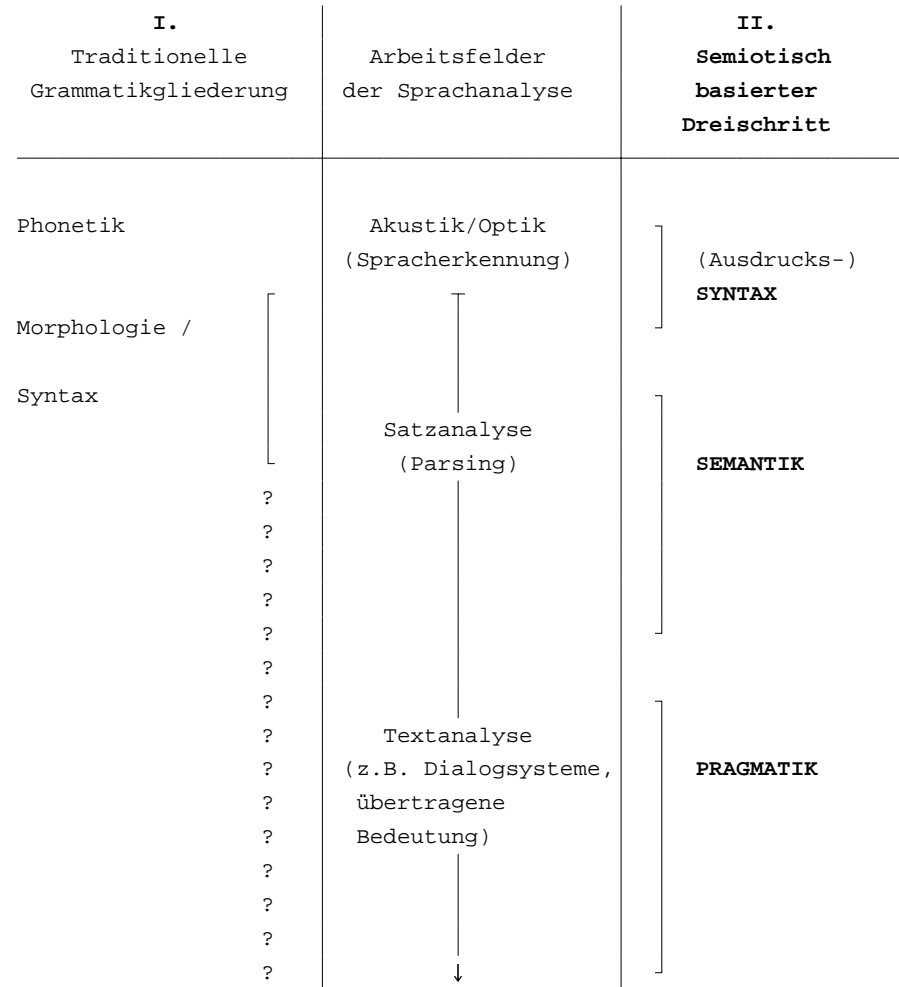 I. II.
Traditionelle Arbeitsfelder Semiotisch
Grammatikgliederung der Sprachanalyse basierter
Dreischritt
Phonetik Akustik/Optik
(Spracherkennung) (Ausdrucks-)
SYNTAX
Morphologie /
Syntax
Satzanalyse
(Parsing) SEMANTIK
?
?
?
?
?
?
?
? Textanalyse
? (z.B. Dialogsysteme, PRAGMATIK
? übertragene
? Bedeutung)
?
?
?
?